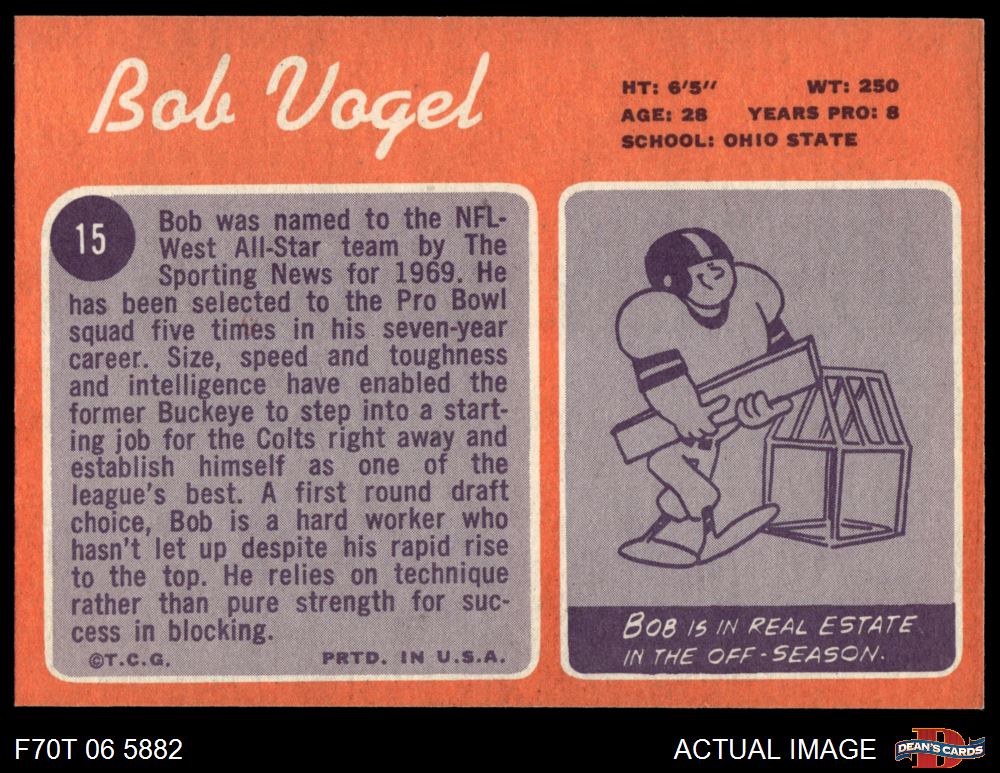 Bob Vogel
HT: 6'5'' WT: 250
AGE: 28 YEARS PRO: 8
SCHOOL: OHIO STATE
15
Bob was named to the NFL-
West All-Star team by The
Sporting News for 1969. He
has been selected to the Pro Bowl
squad five times in his seven-year
career. Size, speed and toughness
and intelligence have enabled the
former Buckeye to step into a start-
ing job for the Colts right away and
establish himself as one of the
league's best. A first round draft
choice, Bob is a hard worker who
hasn't let up despite his rapid rise
to the top. He relies on technique
rather than pure strength for suc-
cess in blocking.
©T.C.G. PRTD. IN U.S.A.
BOB IS IN REAL ESTATE
IN THE OFF-SEASON.
F70T 06 5882
ACTUAL IMAGE
D
DEAN'S CARDS